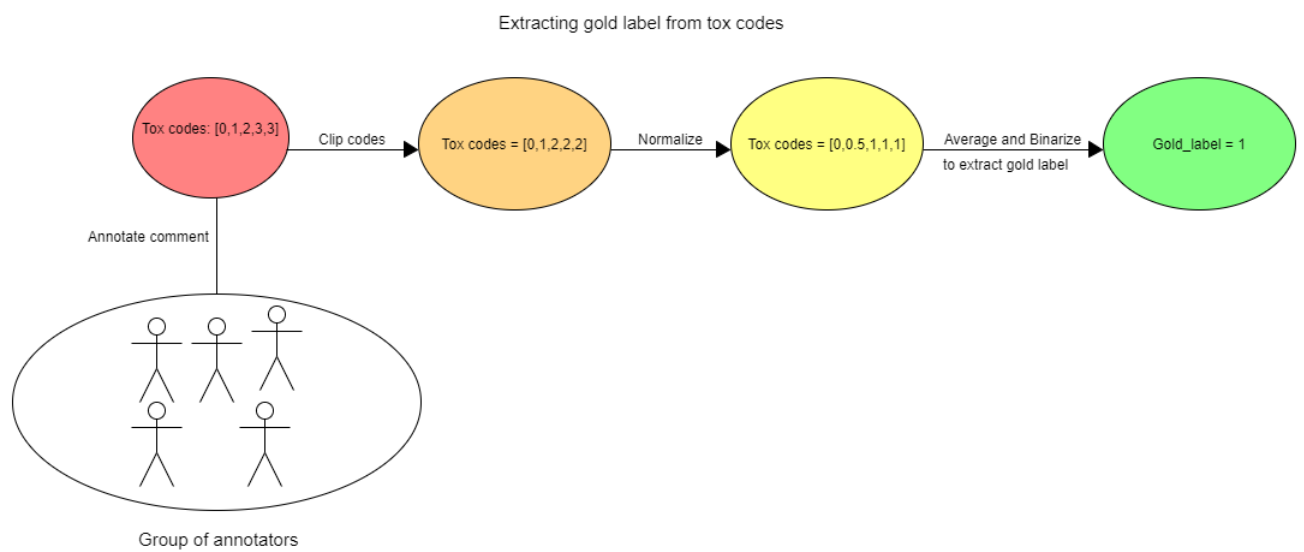 Extracting gold label from tox codes
Tox codes: [0,1,2,3,3]
Clip codes
Tox codes = [0,1,2,2,2]
Normalize
Tox codes = [0,0.5,1,1,1]
Average and Binarize
to extract gold label
Gold_label = 1
Annotate comment
Group of annotators